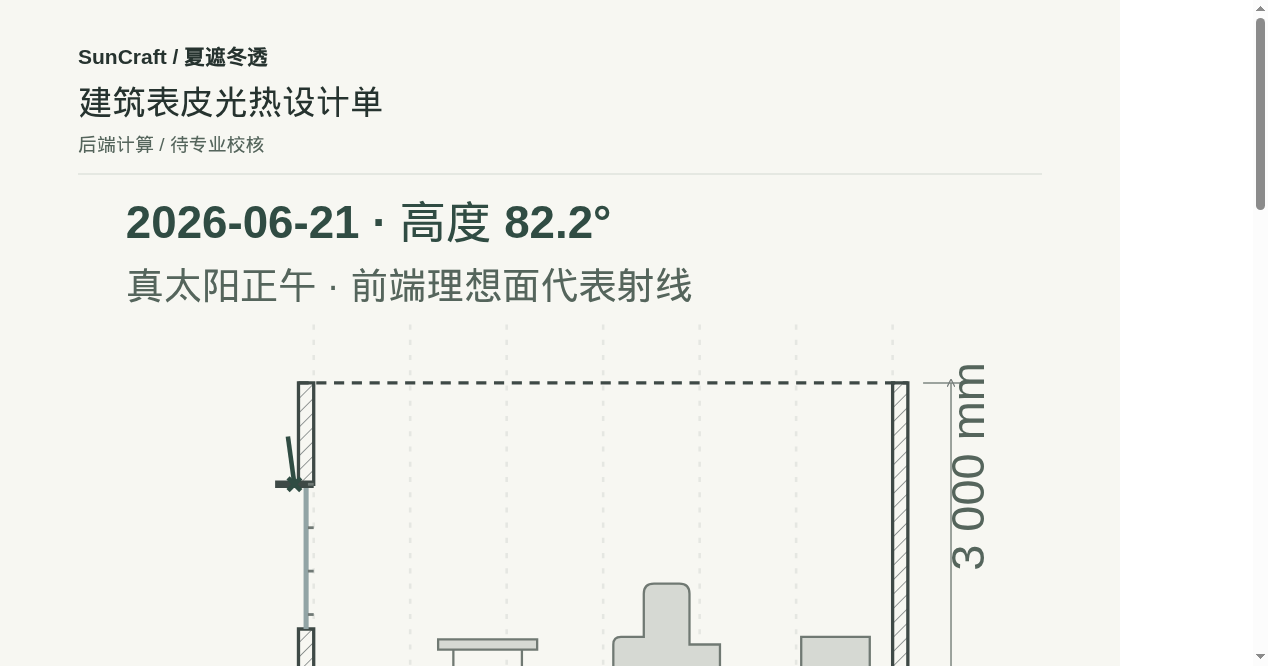 SunCraft / 夏遮冬透
建筑表皮光热设计单
后端计算 / 待专业校核
2026-06-21 · 高度 82.2°
真太阳正午 · 前端理想面代表射线
3 000 mm